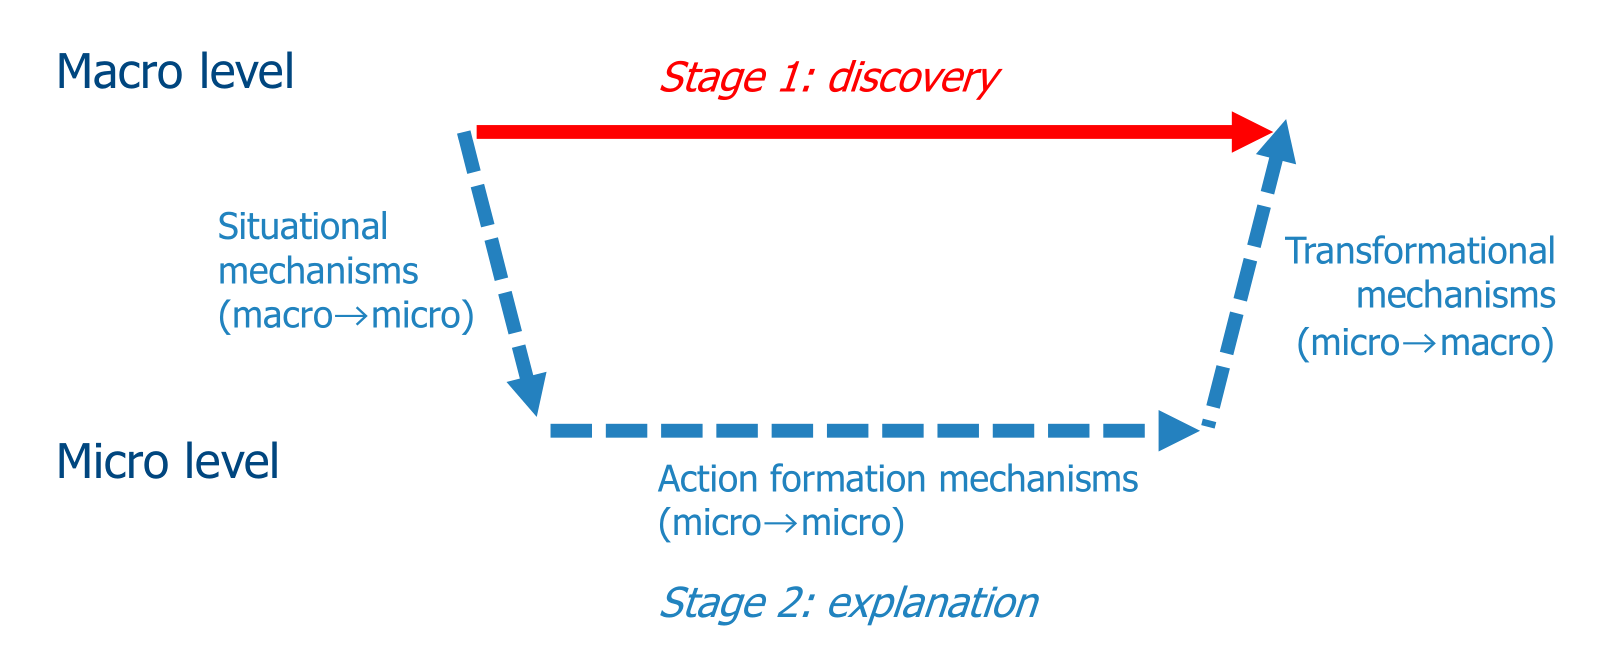 Macro level
Stage 1: discovery
Situational
mechanisms
(macro→micro)
Transformational
mechanisms
(micro→macro)
Micro level
Action formation mechanisms
(micro→micro)
Stage 2: explanation